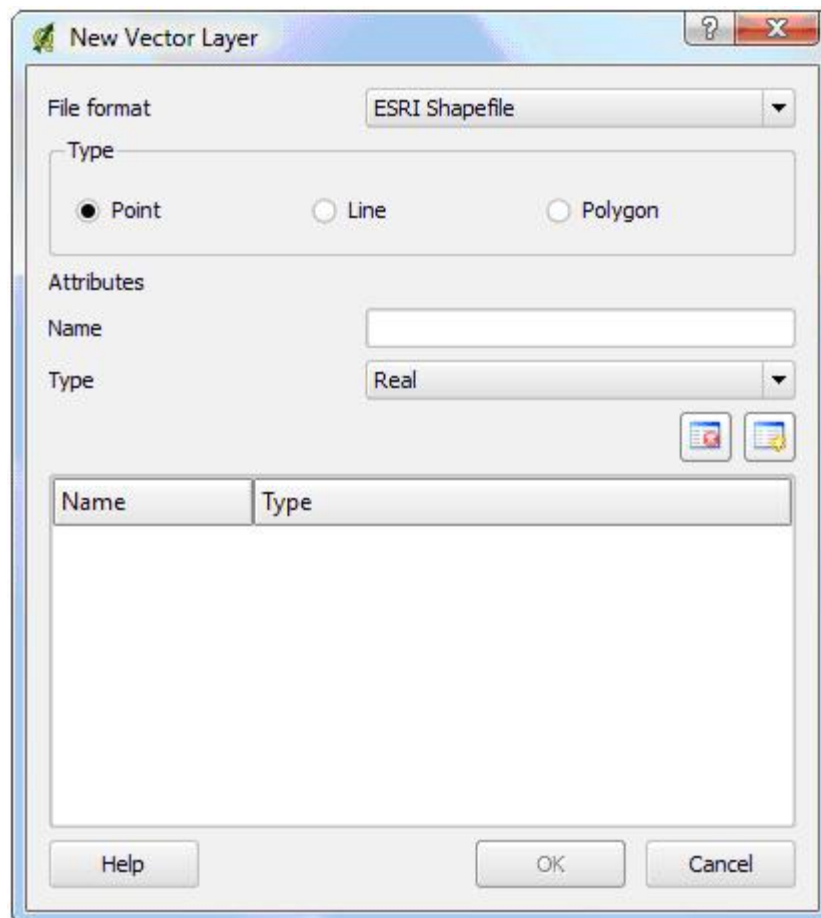 New Vector Layer
File format ESRI Shapefile
Type
Point Line Polygon
Attributes
Name
Type Real
Name Type
Help OK Cancel